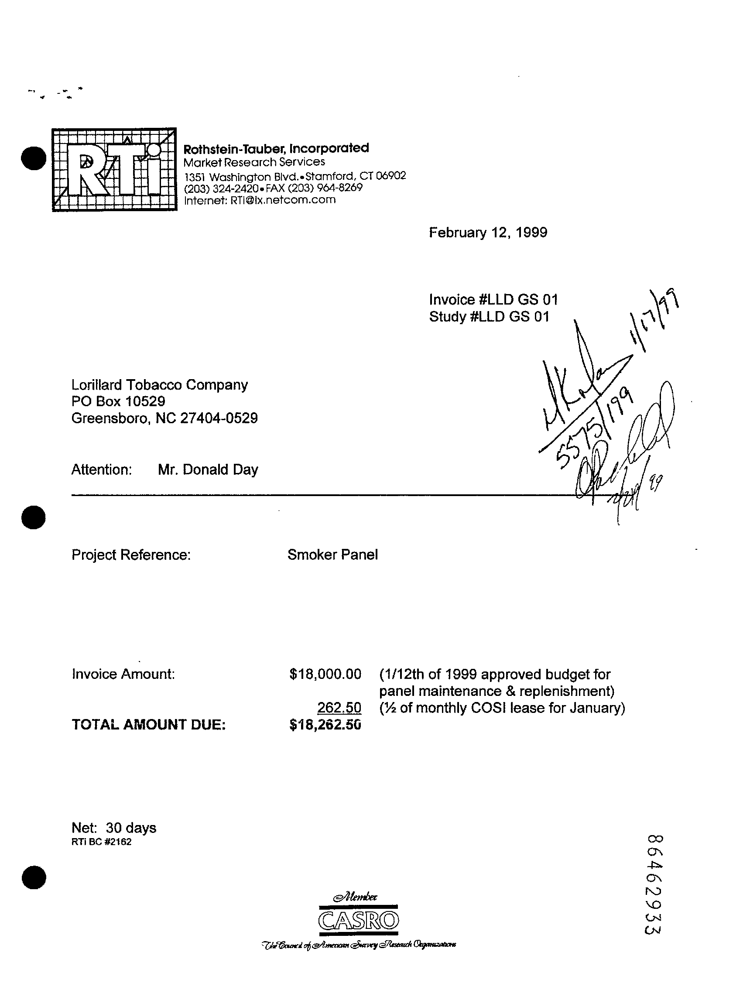 RTi
Rothstein-Tauber, Incorporated
Market Research Services
1351 Washington Blvd.•Stamford, CT 06902
(203) 324-2420•FAX (203) 964-8269
Internet: RTI@ix.netcom.com
February 12, 1999
Invoice #LLD GS 01
Study #LLD GS 01
1/17/99
5575/199
Lorillard Tobacco Company
PO Box 10529
Greensboro, NC 27404-0529
Attention: Mr. Donald Day
Project Reference: Smoker Panel
Invoice Amount: $18,000.00 (1/12th of 1999 approved budget for
panel maintenance & replenishment)
262.50 (½ of monthly COSI lease for January)
TOTAL AMOUNT DUE: $18,262.50
Net: 30 days
RTi BC #2162
86462933
Member
CASRO
The Council of American Survey Research Organizations